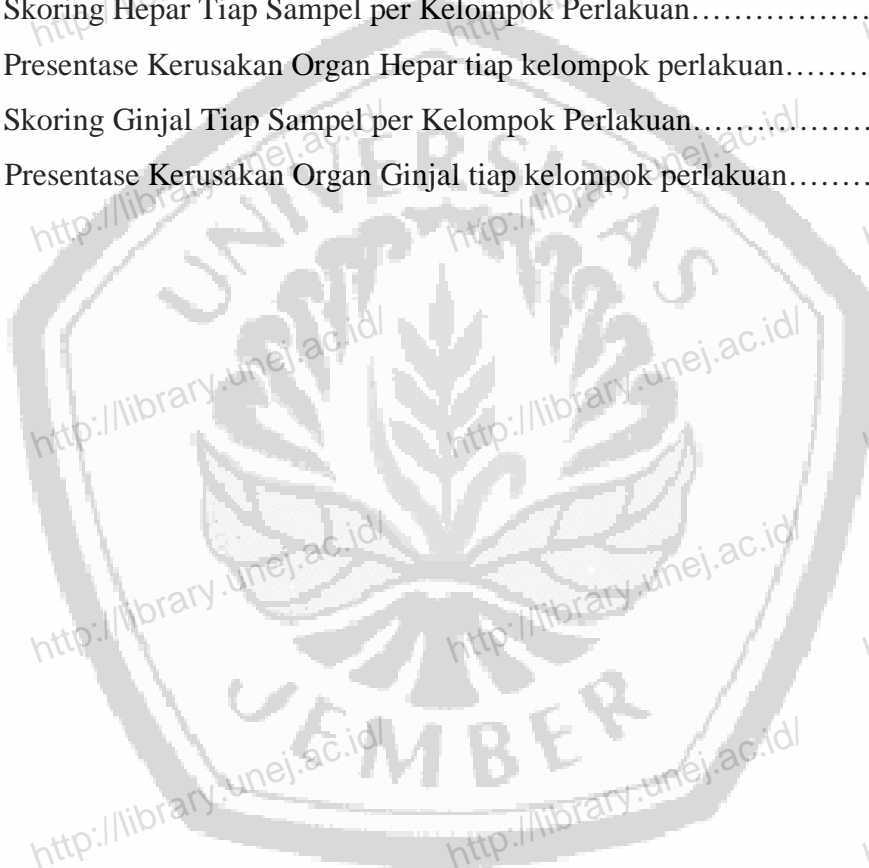 Skoring Hepar Tiap Sampel per Kelompok Perlakuan………………
Presentase Kerusakan Organ Hepar tiap kelompok perlakuan………
Skoring Ginjal Tiap Sampel per Kelompok Perlakuan………………
Presentase Kerusakan Organ Ginjal tiap kelompok perlakuan………
UNIVERSITAS
JEMBER
http://library.unej.ac.id/
http://library.unej.ac.id/
http://library.unej.ac.id/
http://library.unej.ac.id/
http://library.unej.ac.id/
http://library.unej.ac.id/
http://library.unej.ac.id/
http://library.unej.ac.id/